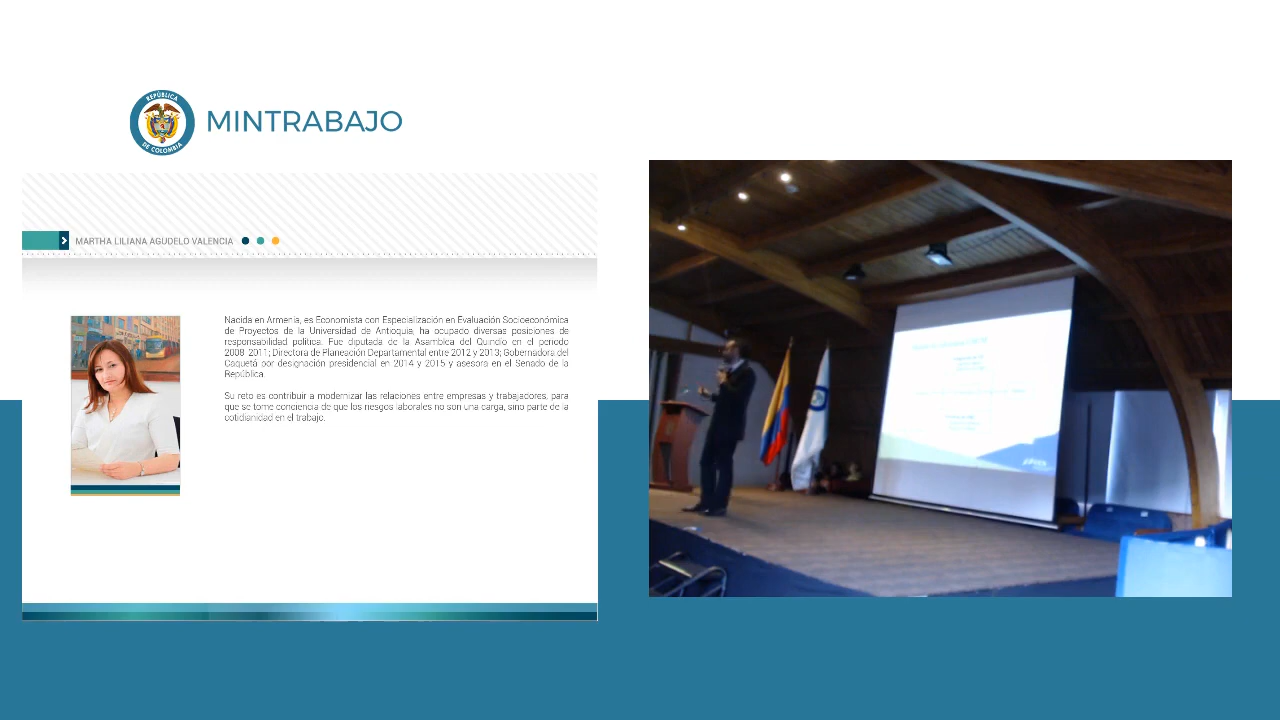 REPÚBLICA
DE COLOMBIA
MINTRABAJO
MARTHA LILIANA AGUDELO VALENCIA
Nacida en Armenia, es Economista con Especialización en Evaluación Socioeconómica
de Proyectos de la Universidad de Antioquia, ha ocupado diversas posiciones de
responsabilidad política. Fue diputada de la Asamblica del Quindío en el periodo
2008-2011; Directora de Planeación Departamental entre 2012 y 2013; Gobernadora del
Caquetá por designación presidencial en 2014 y 2015 y asesora en el Senado de la
República.
Su reto es contribuir a modernizar las relaciones entre empresas y trabajadores, para
que se tome conciencia de que los riesgos laborales no son una carga, sino parte de la
cotidianidad en el trabajo.